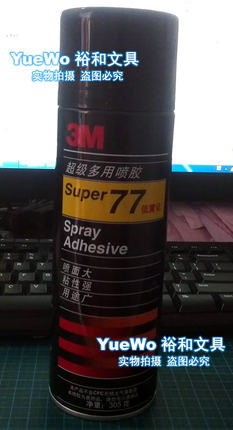 YueWo 裕和文具
实物拍摄 盗图必究
3M
超级多用喷胶
Super 77
Spray
Adhesive
喷面大
粘性强
用途广
净重: 305克
YueWo 裕和文具
实物拍摄 盗图必究